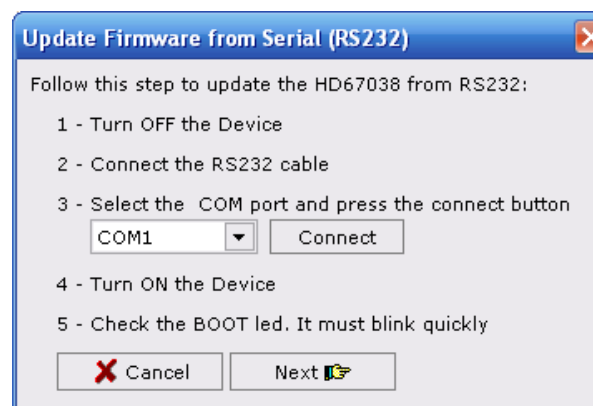 Update Firmware from Serial (RS232)
Follow this step to update the HD67038 from RS232:
1 - Turn OFF the Device
2 - Connect the RS232 cable
3 - Select the  COM port and press the connect button
COM1 Connect
4 - Turn ON the Device
5 - Check the BOOT led. It must blink quickly
Cancel Next